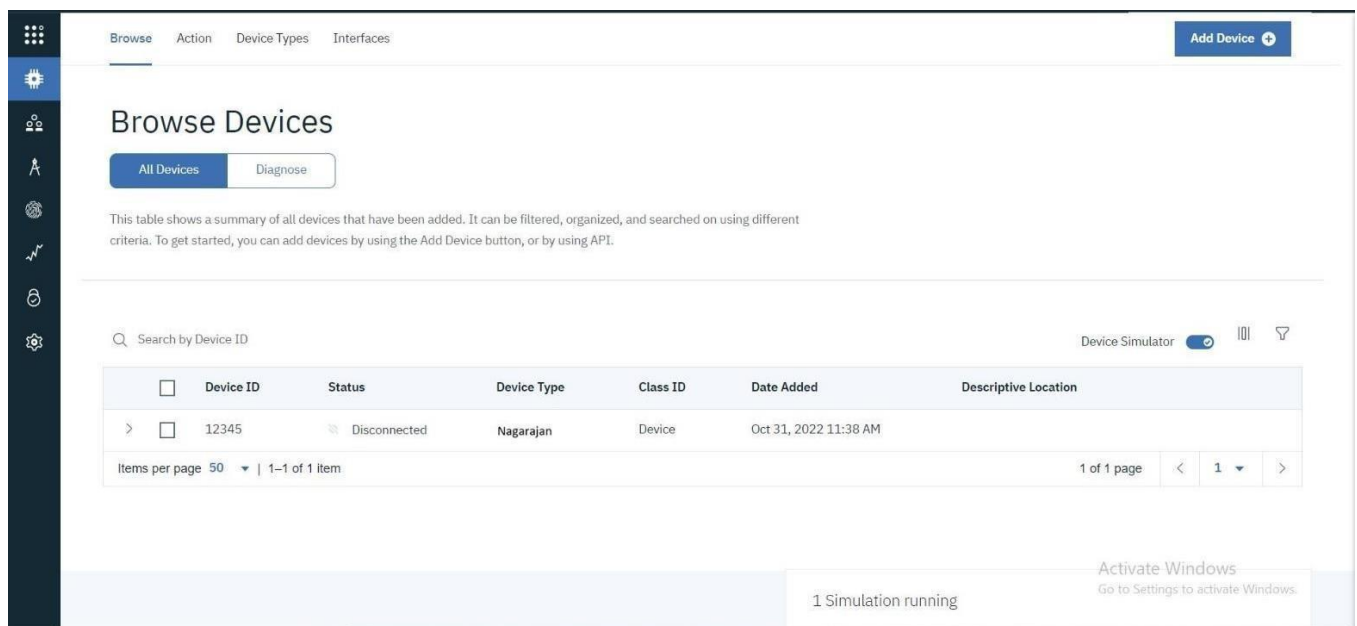 Browse Action Device Types Interfaces Add Device
Browse Devices
All Devices Diagnose
This table shows a summary of all devices that have been added. It can be filtered, organized, and searched on using different
criteria. To get started, you can add devices by using the Add Device button, or by using API.
Search by Device ID Device Simulator
Device ID Status Device Type Class ID Date Added Descriptive Location
12345 Disconnected Nagarajan Device Oct 31, 2022 11:38 AM
Items per page 50 | 1–1 of 1 item 1 of 1 page < 1 >
Activate Windows
Go to Settings to activate Windows.
1 Simulation running